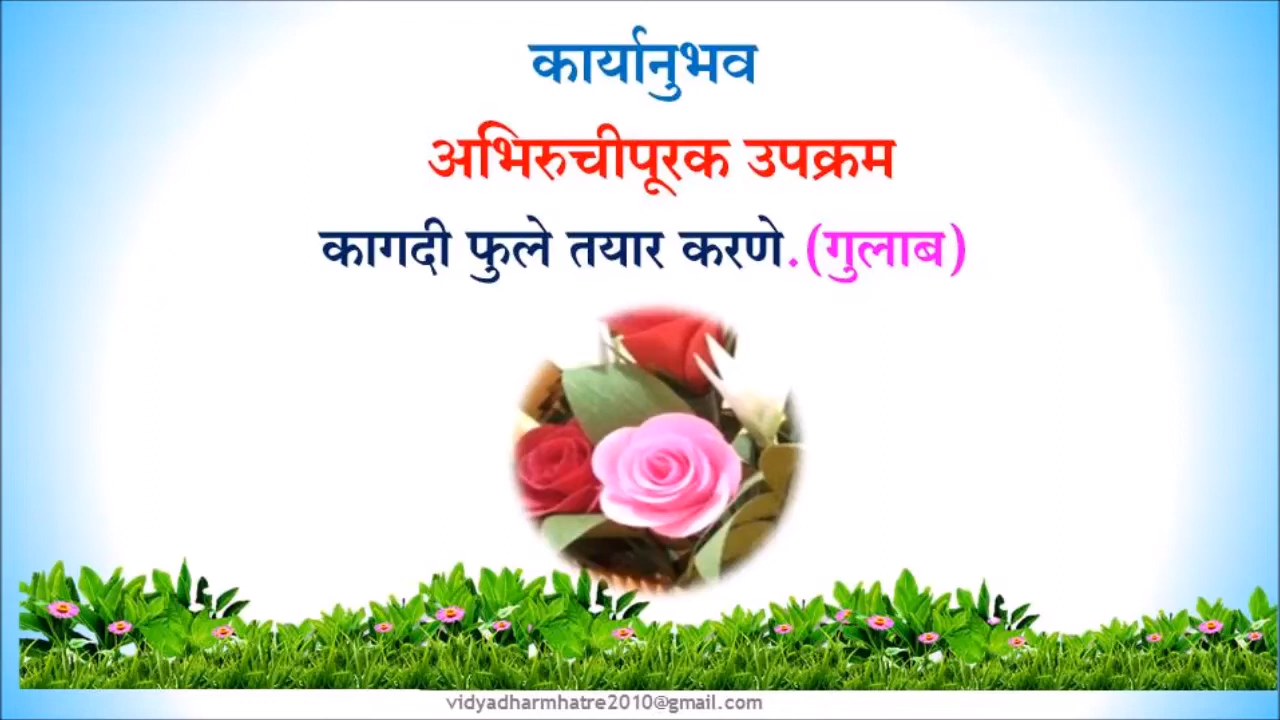 कार्यानुभव
अभिरुचीपूरक उपक्रम
कागदी फुले तयार करणे.(गुलाब)
vidyadharmhatre2010@gmail.com